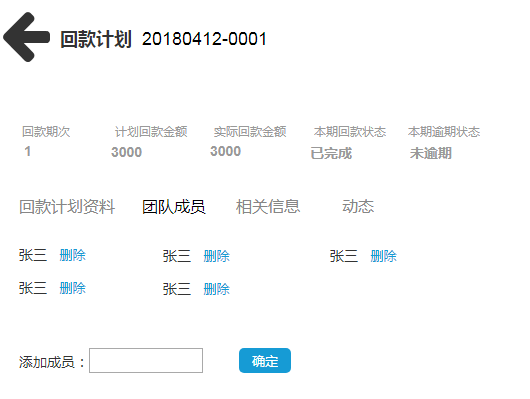 回款计划 20180412-0001
回款期次 计划回款金额 实际回款金额 本期回款状态 本期逾期状态
1 3000 3000 已完成 未逾期
回款计划资料 团队成员 相关信息 动态
张三 删除 张三 删除 张三 删除
张三 删除 张三 删除
添加成员： 确定